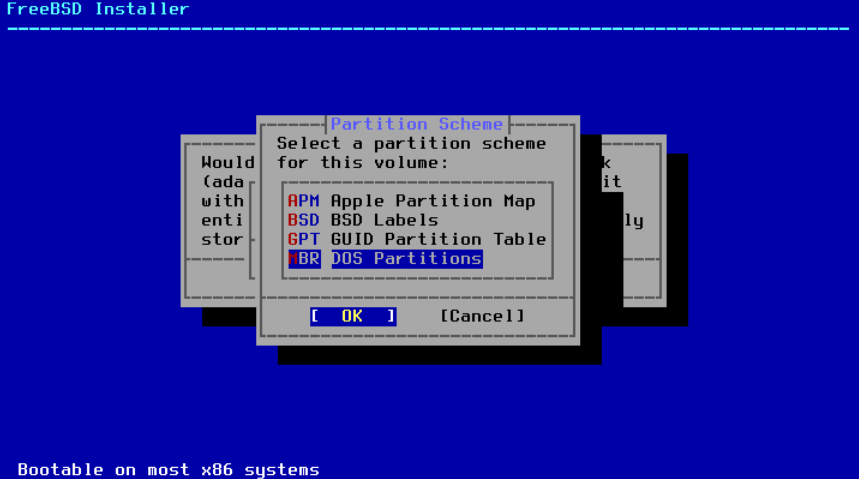 FreeBSD Installer
Partition Scheme
Select a partition scheme
Would for this volume: k
(ada it
with APM Apple Partition Map
enti BSD BSD Labels ly
stor GPT GUID Partition Table
MBR DOS Partitions
[ OK ] [Cancel]
Bootable on most x86 systems